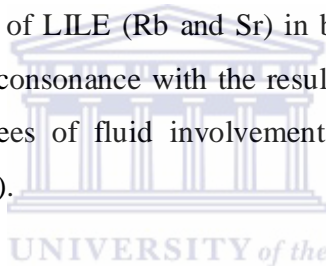 of LILE (Rb and Sr) in b
consonance with the resul
ees of fluid involvement
).
UNIVERSITY of the